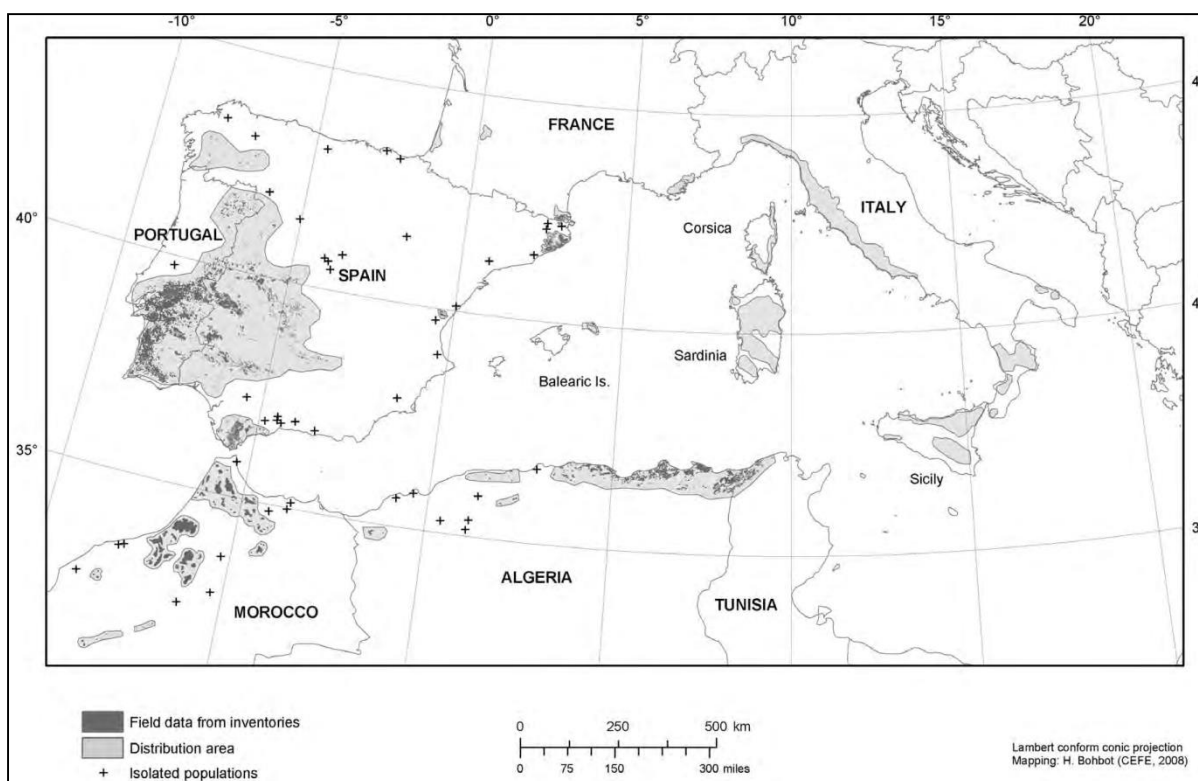 -10° -5° 0° 5° 10° 15° 20°
FRANCE
40°
PORTUGAL
SPAIN
Corsica
ITALY
Sardinia
Balearic Is.
35°
Sicily
ALGERIA
MOROCCO
TUNISIA
Field data from inventories
Distribution area
Isolated populations
0 250 500 km
0 75 150 300 miles
Lambert conform conic projection
Mapping: H. Bohbot (CEFE, 2008)